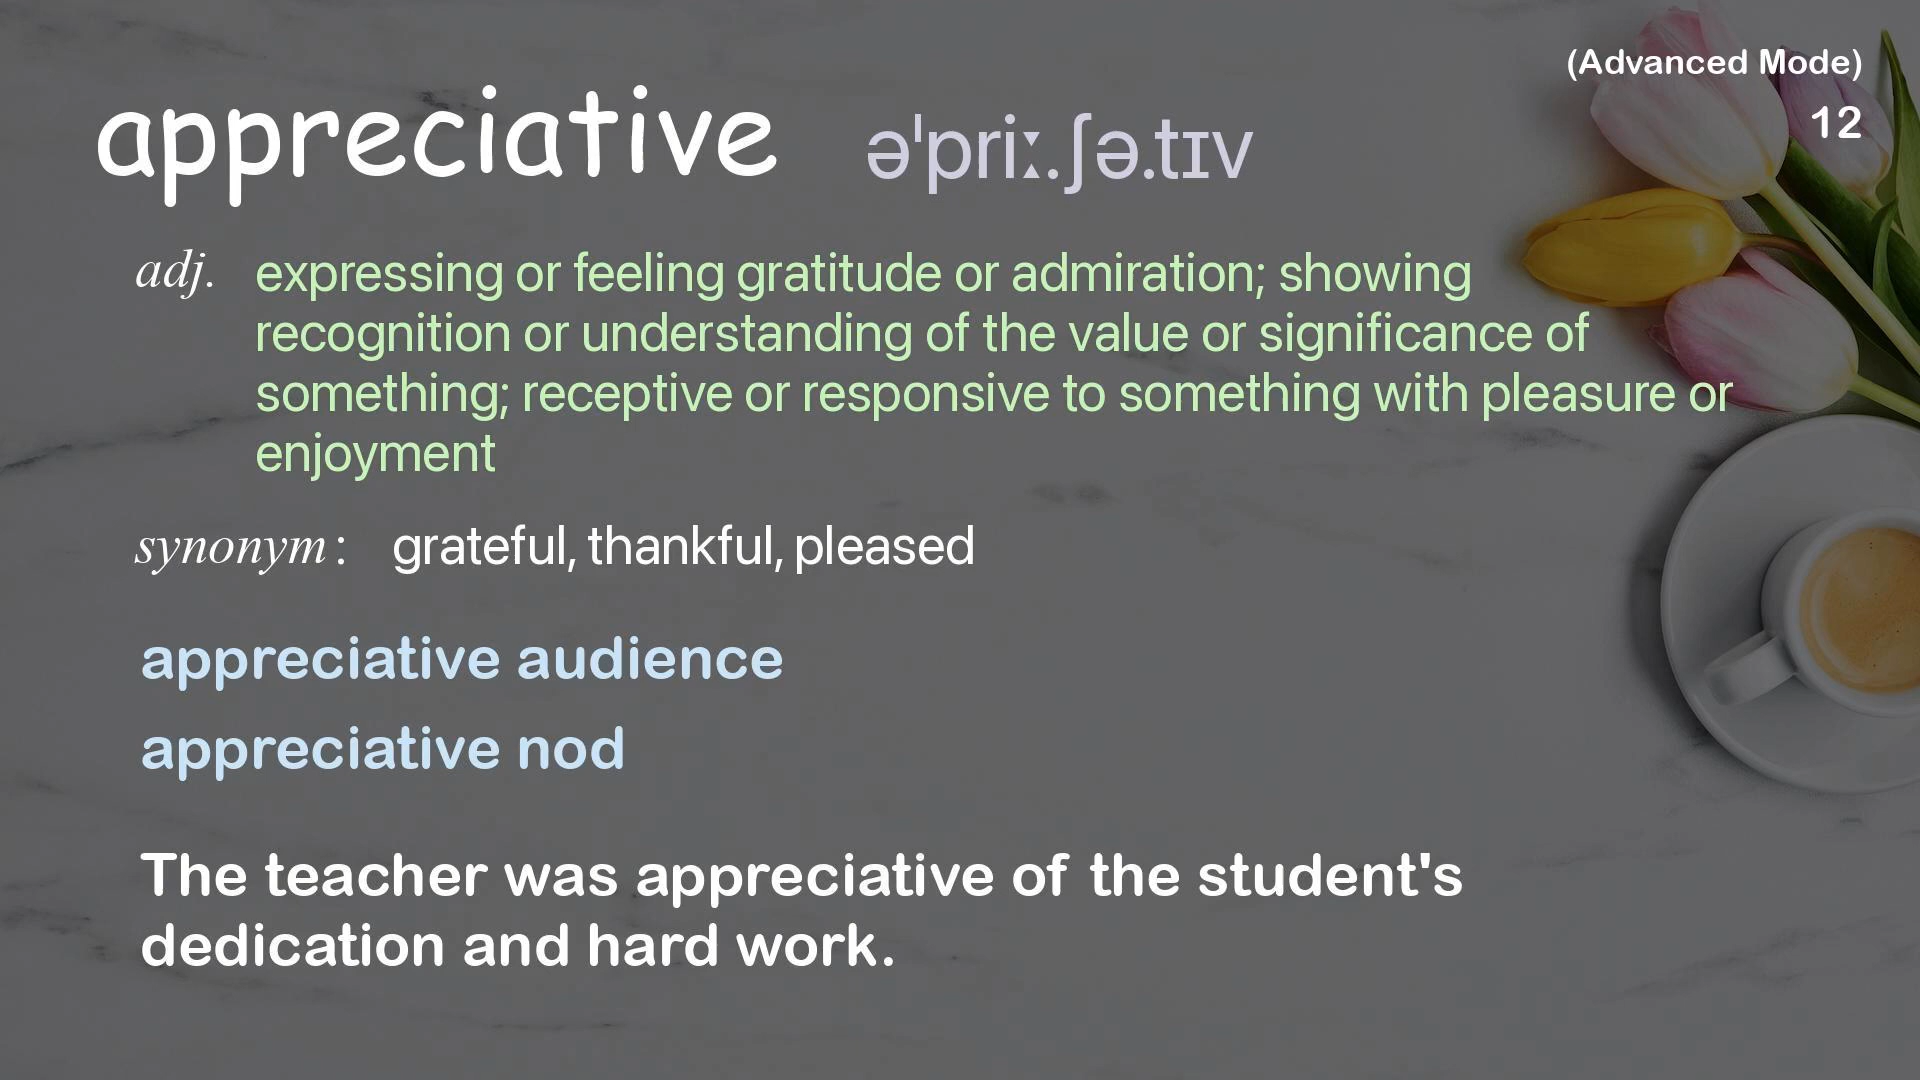 (Advanced Mode)
12
appreciative əˈpriː.ʃə.tɪv
adj. expressing or feeling gratitude or admiration; showing
recognition or understanding of the value or significance of
something; receptive or responsive to something with pleasure or
enjoyment
synonym: grateful, thankful, pleased
appreciative audience
appreciative nod
The teacher was appreciative of the student's
dedication and hard work.